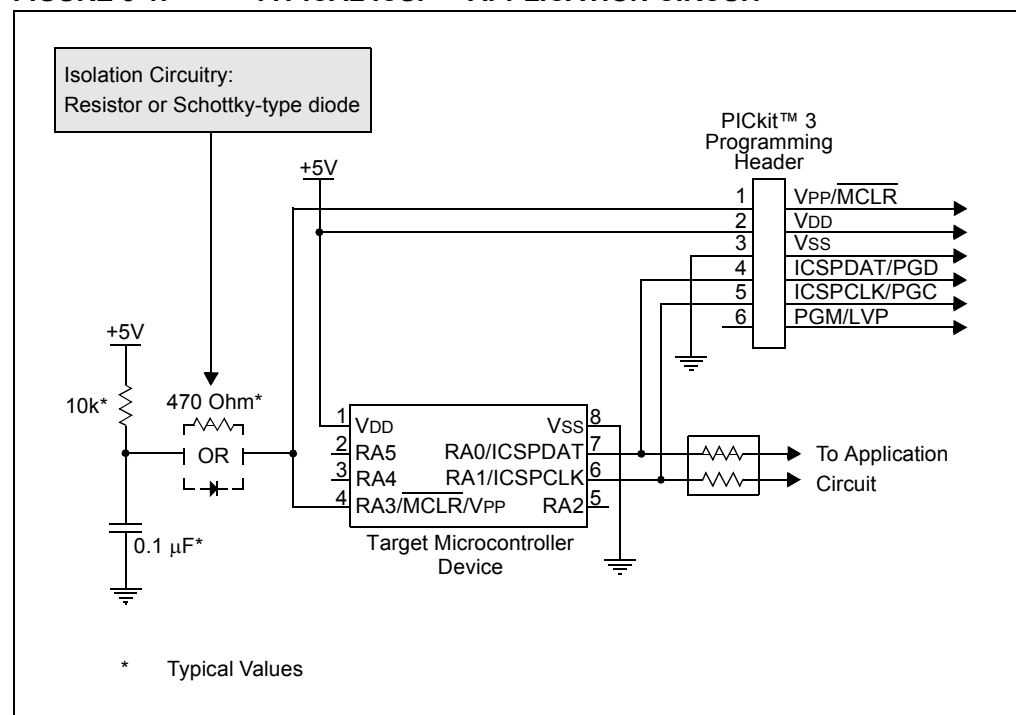 Isolation Circuitry:
Resistor or Schottky-type diode
PICkit™ 3
Programming
Header
+5V
1 VPP/MCLR
2 VDD
3 VSS
4 ICSPDAT/PGD
5 ICSPCLK/PGC
6 PGM/LVP
+5V
10k*
470 Ohm*
OR
0.1 μF*
1 VDD VSS 8
2 RA5 RA0/ICSPDAT 7
3 RA4 RA1/ICSPCLK 6
4 RA3/MCLR/VPP RA2 5
To Application
Circuit
Target Microcontroller
Device
* Typical Values